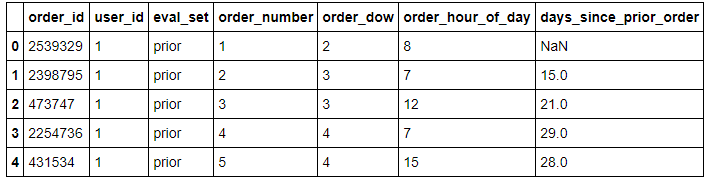 order_id user_id eval_set order_number order_dow order_hour_of_day days_since_prior_order
0 2539329 1 prior 1 2 8 NaN
1 2398795 1 prior 2 3 7 15.0
2 473747 1 prior 3 3 12 21.0
3 2254736 1 prior 4 4 7 29.0
4 431534 1 prior 5 4 15 28.0